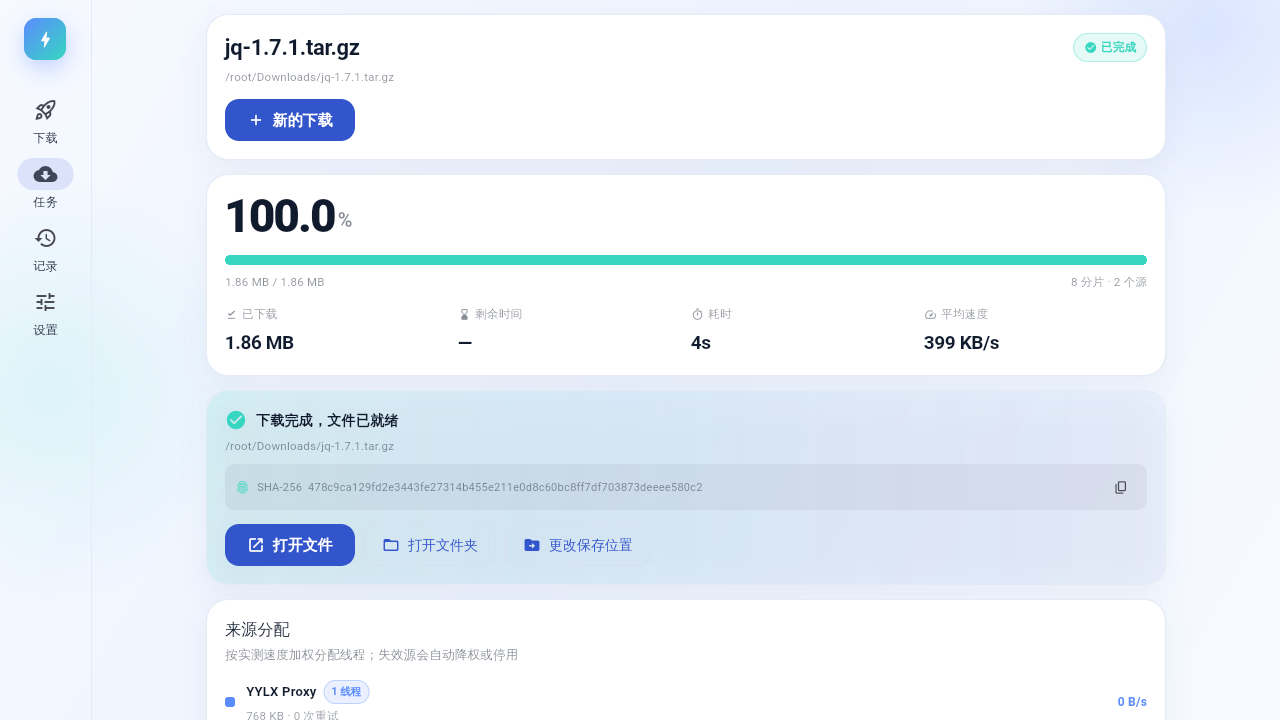 jq-1.7.1.tar.gz
已完成
/root/Downloads/jq-1.7.1.tar.gz
新的下载
下载
任务
记录
设置
100.0%
1.86 MB / 1.86 MB
8 分片 · 2 个源
已下载
剩余时间
耗时
平均速度
1.86 MB
—
4s
399 KB/s
下载完成，文件已就绪
/root/Downloads/jq-1.7.1.tar.gz
SHA-256 478c9ca129fd2e3443fe27314b455e211e0d8c60bc8ff7df703873deeee580c2
打开文件
打开文件夹
更改保存位置
来源分配
按实测速度加权分配线程；失效源会自动降权或停用
YYLX Proxy
1 线程
0 B/s
768 KB · 0 次重试